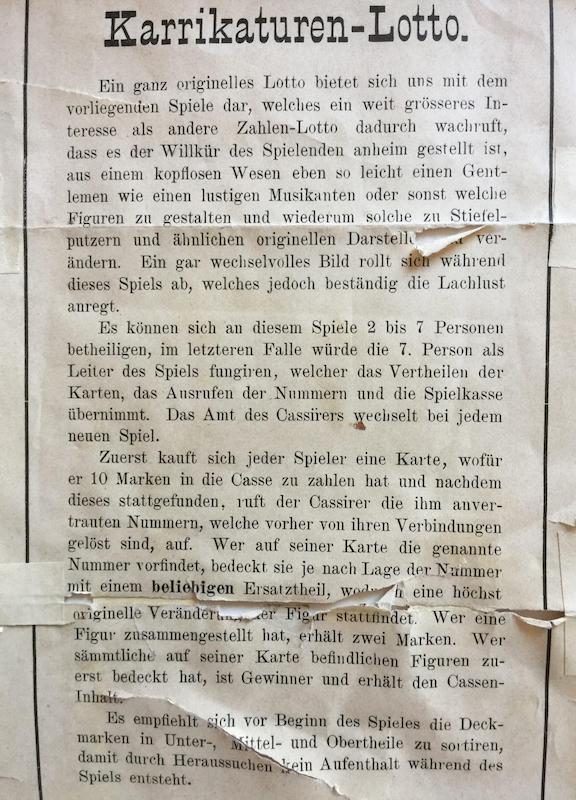 Karrikaturen-Lotto.
Ein ganz originelles Lotto bietet sich uns mit dem
vorliegenden Spiele dar, welches ein weit grösseres In-
teresse als andere Zahlen-Lotto dadurch wachruft,
dass es der Willkür des Spielenden anheim gestellt ist,
aus einem kopflosen Wesen eben so leicht einen Gent-
lemen wie einen lustigen Musikanten oder sonst welche
Figuren zu gestalten und wiederum solche zu Stiefel-
putzern und ähnlichen originellen ver-
ändern. Ein gar wechselvolles Bild rollt sich während
dieses Spiels ab, welches jedoch beständig die Lachlust
anregt.
Es können sich an diesem Spiele 2 bis 7 Personen
betheiligen, im letzteren Falle würde die 7. Person als
Leiter des Spiels fungiren, welcher das Vertheilen der
Karten, das Ausrufen der Nummern und die Spielkasse
übernimmt. Das Amt des Cassirers wechselt bei jedem
neuen Spiel.
Zuerst kauft sich jeder Spieler eine Karte, wofür
er 10 Marken in die Casse zu zahlen hat und nachdem
dieses stattgefunden, ruft der Cassirer die ihm anver-
trauten Nummern, welche vorher von ihren Verbindungen
gelöst sind, auf. Wer auf seiner Karte die genannte
Nummer vorfindet, bedeckt sie je nach Lage der Nummer
mit einem beliebigen Ersatztheil, eine höchst
originelle der Figur stattfindet. Wer eine
Figur zusammengestellt hat, erhält zwei Marken. Wer
sämmtliche auf seiner Karte befindlichen Figuren zu-
erst bedeckt hat, ist Gewinner und erhält den Cassen-
Inhalt.
Es empfiehlt sich vor Beginn des Spieles die Deck-
marken in Unter-, Mittel- und Obertheile zu sortiren,
damit durch Heraussuchen kein Aufenthalt während des
Spiels entsteht.